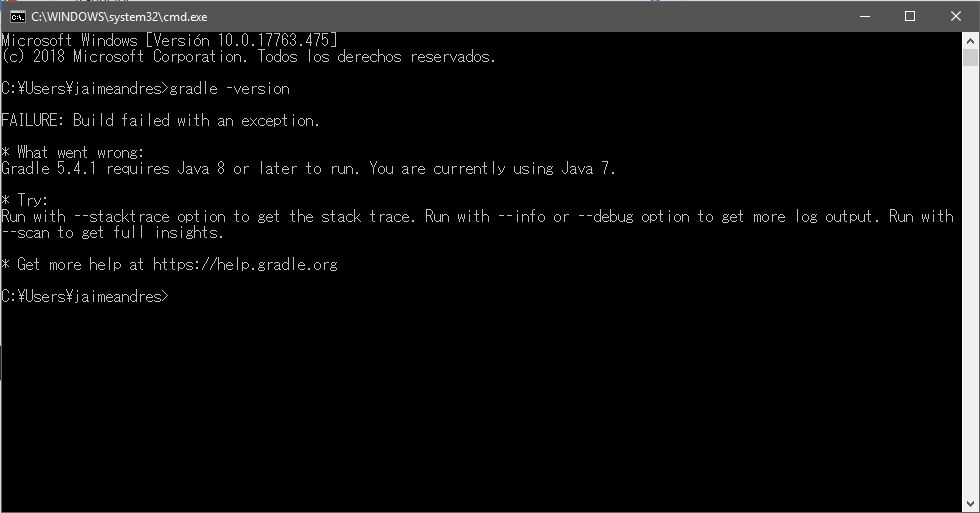 C:\WINDOWS\system32\cmd.exe
Microsoft Windows [Versión 10.0.17763.475]
(c) 2018 Microsoft Corporation. Todos los derechos reservados.
C:¥Users¥jaimeandres>gradle -version
FAILURE: Build failed with an exception.
* What went wrong:
Gradle 5.4.1 requires Java 8 or later to run. You are currently using Java 7.
* Try:
Run with --stacktrace option to get the stack trace. Run with --info or --debug option to get more log output. Run with
--scan to get full insights.
* Get more help at https://help.gradle.org
C:¥Users¥jaimeandres>